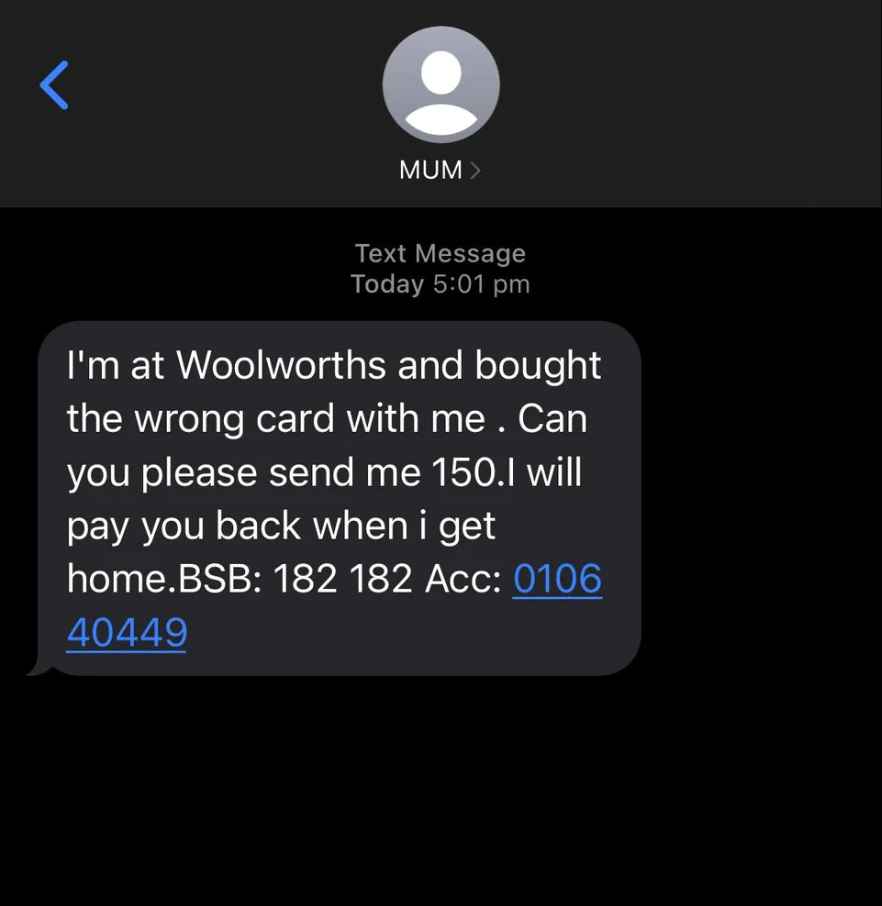 MUM
Text Message
Today 5:01 pm
I'm at Woolworths and bought
the wrong card with me . Can
you please send me 150.I will
pay you back when i get
home.BSB: 182 182 Acc: 0106
40449